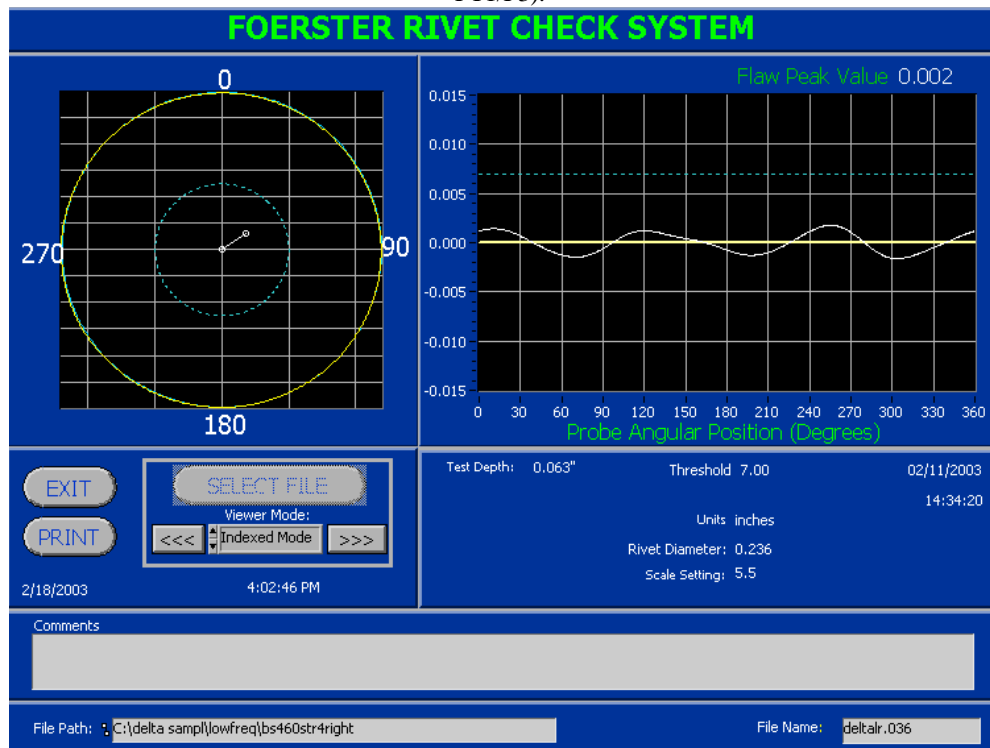 FOERSTER RIVET CHECK SYSTEM
0
270
90
180
Flaw Peak Value 0.002
0.015
0.010
0.005
0.000
-0.005
-0.010
-0.015
0 30 60 90 120 150 180 210 240 270 300 330 360
Probe Angular Position (Degrees)
EXIT
PRINT
SELECT FILE
Viewer Mode:
<<< Indexed Mode >>>
2/18/2003 4:02:46 PM
Test Depth: 0.063" Threshold 7.00 02/11/2003
14:34:20
Units inches
Rivet Diameter: 0.236
Scale Setting: 5.5
Comments
File Path: C:\delta sampl\lowfreq\bs460str4right
File Name: deltalr.036